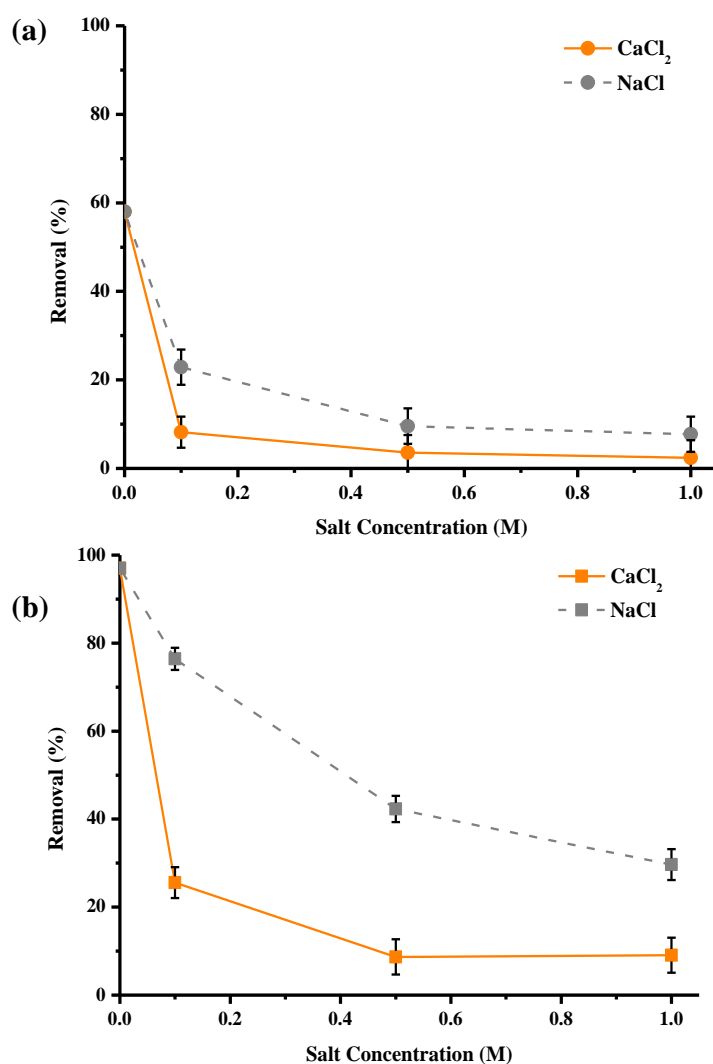 (a)
100
80
60
40
20
0
Removal (%)
CaCl₂
NaCl
0.0 0.2 0.4 0.6 0.8 1.0
Salt Concentration (M)
(b)
100
80
60
40
20
0
Removal (%)
CaCl₂
NaCl
0.0 0.2 0.4 0.6 0.8 1.0
Salt Concentration (M)